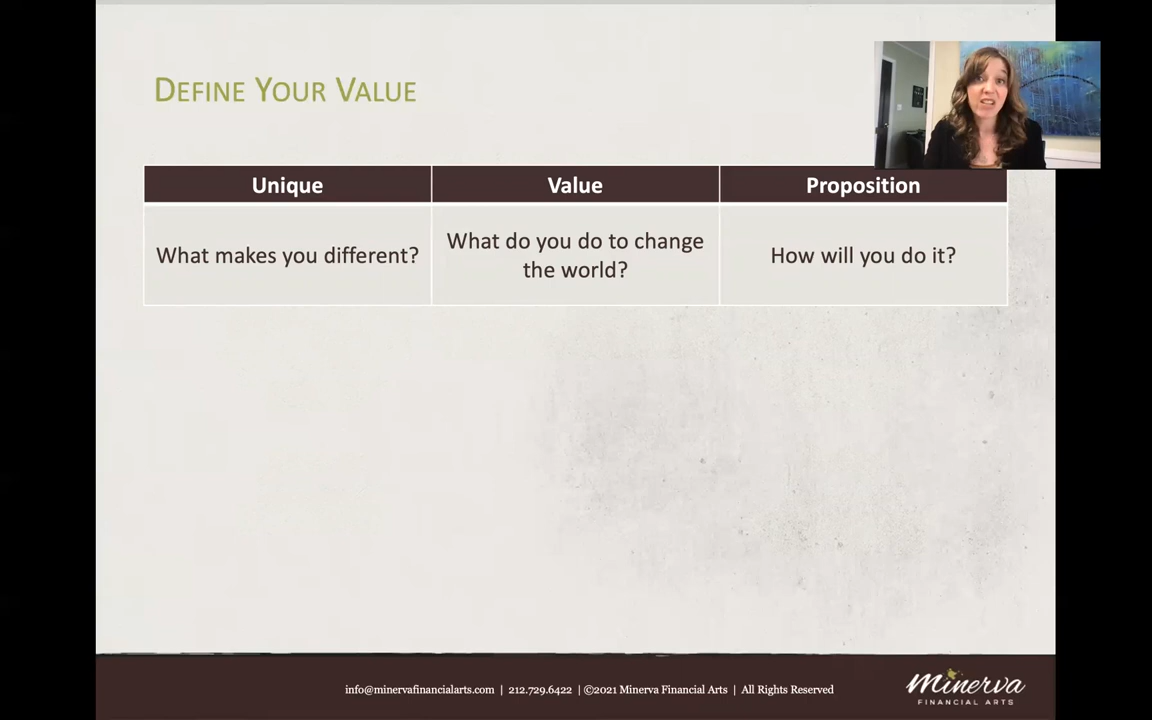 DEFINE YOUR VALUE
Unique
Value
Proposition
What makes you different?
What do you do to change
the world?
How will you do it?
info@minervafinancialarts.com | 212.729.6422 | ©2021 Minerva Financial Arts | All Rights Reserved
Minerva
FINANCIAL ARTS